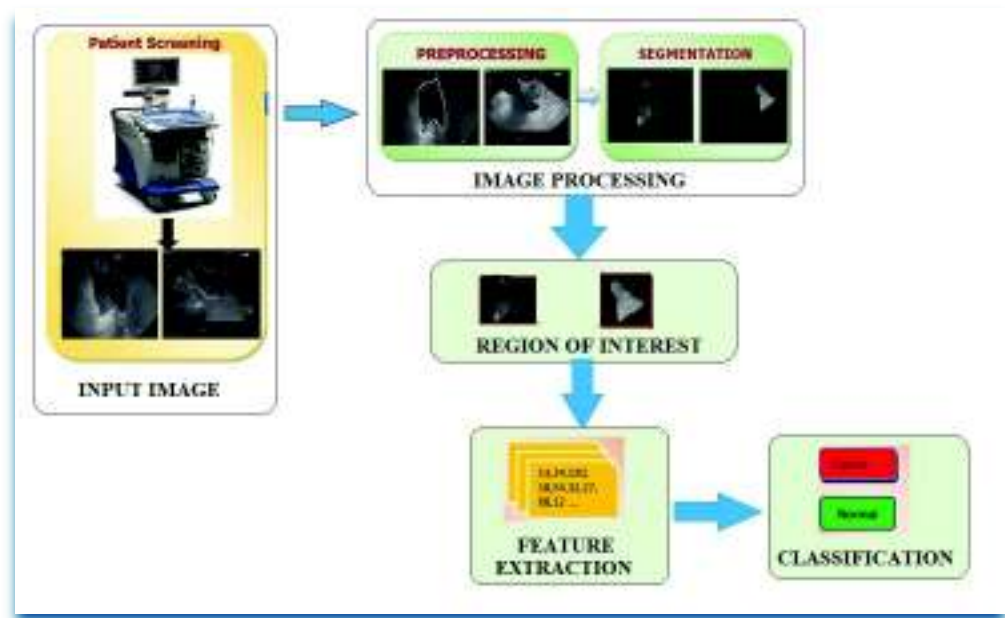 Patient Screening
INPUT IMAGE
PREPROCESSING
SEGMENTATION
IMAGE PROCESSING
REGION OF INTEREST
FEATURE
EXTRACTION
Normal
CLASSIFICATION